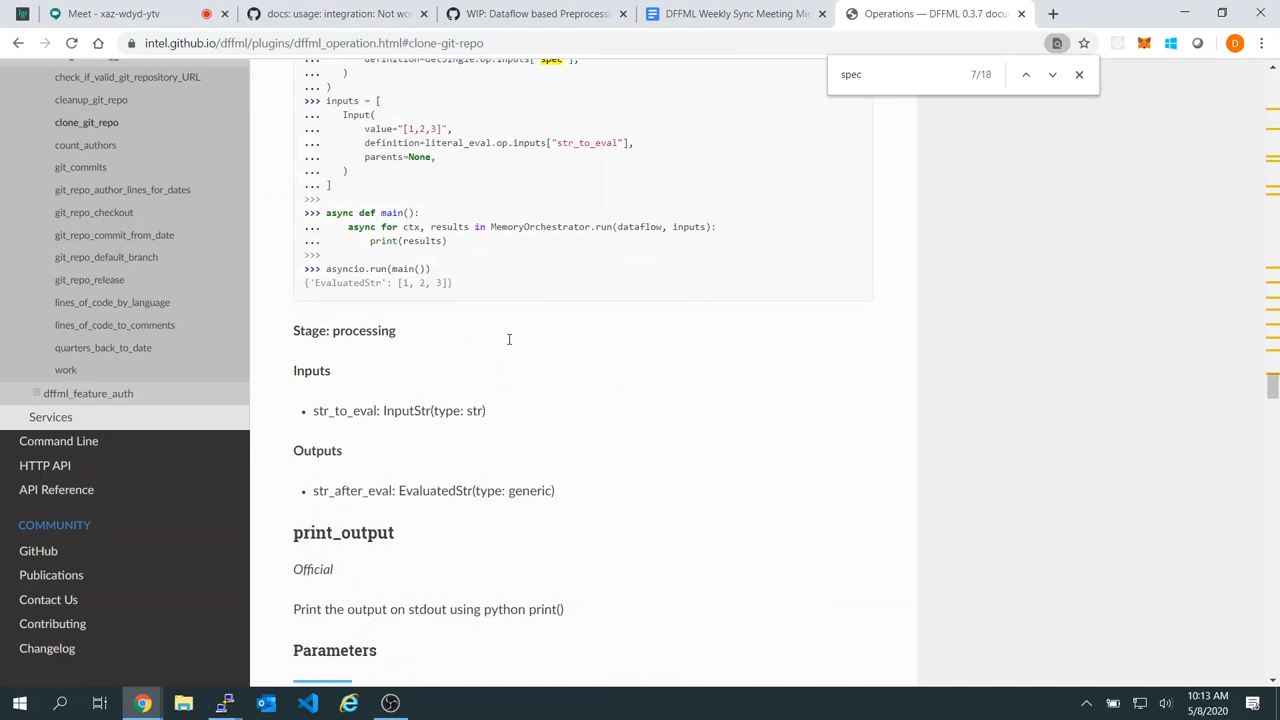 Meet - xaz-wdyd-ytv
docs: usage: integration: Not wo
WIP: Dataflow based Preprocessi
DFFML Weekly Sync Meeting Mi
Operations — DFFML 0.3.7 docu
intel.github.io/dffml/plugins/dffml_operation.html#clone-git-repo
spec
7/18
check_if_valid_git_repository_URL
cleanup_git_repo
clone_git_repo
count_authors
git_commits
git_repo_author_lines_for_dates
git_repo_checkout
git_repo_commit_from_date
git_repo_default_branch
git_repo_release
lines_of_code_by_language
lines_of_code_to_comments
quarters_back_to_date
work
dffml_feature_auth
Services
Command Line
HTTP API
API Reference
COMMUNITY
GitHub
Publications
Contact Us
Contributing
Changelog
... definition=GetSingle.op.inputs["spec"],
... )
... )
>>> inputs = [
... Input(
... value="[1,2,3]",
... definition=literal_eval.op.inputs["str_to_eval"],
... parents=None,
... )
... ]
>>>
>>> async def main():
... async for ctx, results in MemoryOrchestrator.run(dataflow, inputs):
... print(results)
>>>
>>> asyncio.run(main())
{'EvaluatedStr': [1, 2, 3]}
Stage: processing
Inputs
• str_to_eval: InputStr(type: str)
Outputs
• str_after_eval: EvaluatedStr(type: generic)
print_output
Official
Print the output on stdout using python print()
Parameters
D
10:13 AM
5/8/2020